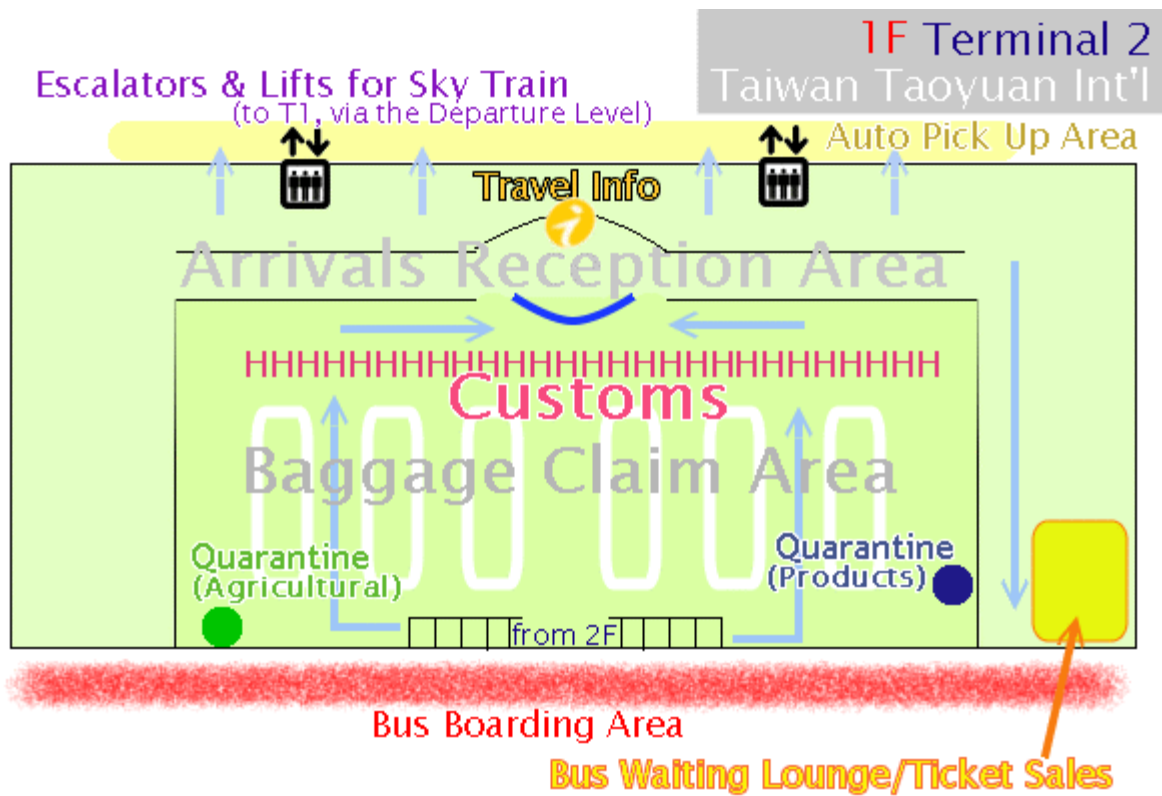 1F Terminal 2
Taiwan Taoyuan Int'l
Escalators & Lifts for Sky Train
(to T1, via the Departure Level)
Auto Pick Up Area
Travel Info
i
Arrivals Reception Area
HHHHHHHHHHHHHHHHHHHHHHHHHHH
Customs
Baggage Claim Area
Quarantine
(Agricultural)
Quarantine
(Products)
from 2F
Bus Boarding Area
Bus Waiting Lounge/Ticket Sales